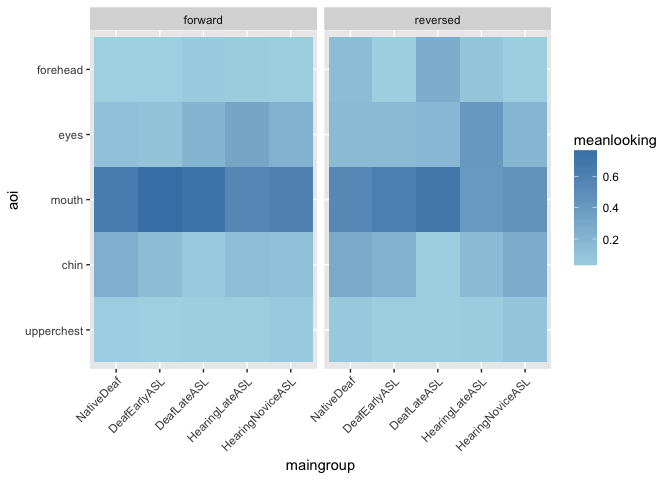 forward
reversed
aoi
forehead
eyes
mouth
chin
upperchest
NativeDeaf
DeafEarlyASL
DeafLateASL
HearingLateASL
HearingNoviceASL
NativeDeaf
DeafEarlyASL
DeafLateASL
HearingLateASL
HearingNoviceASL
maingroup
meanlooking
0.6
0.4
0.2